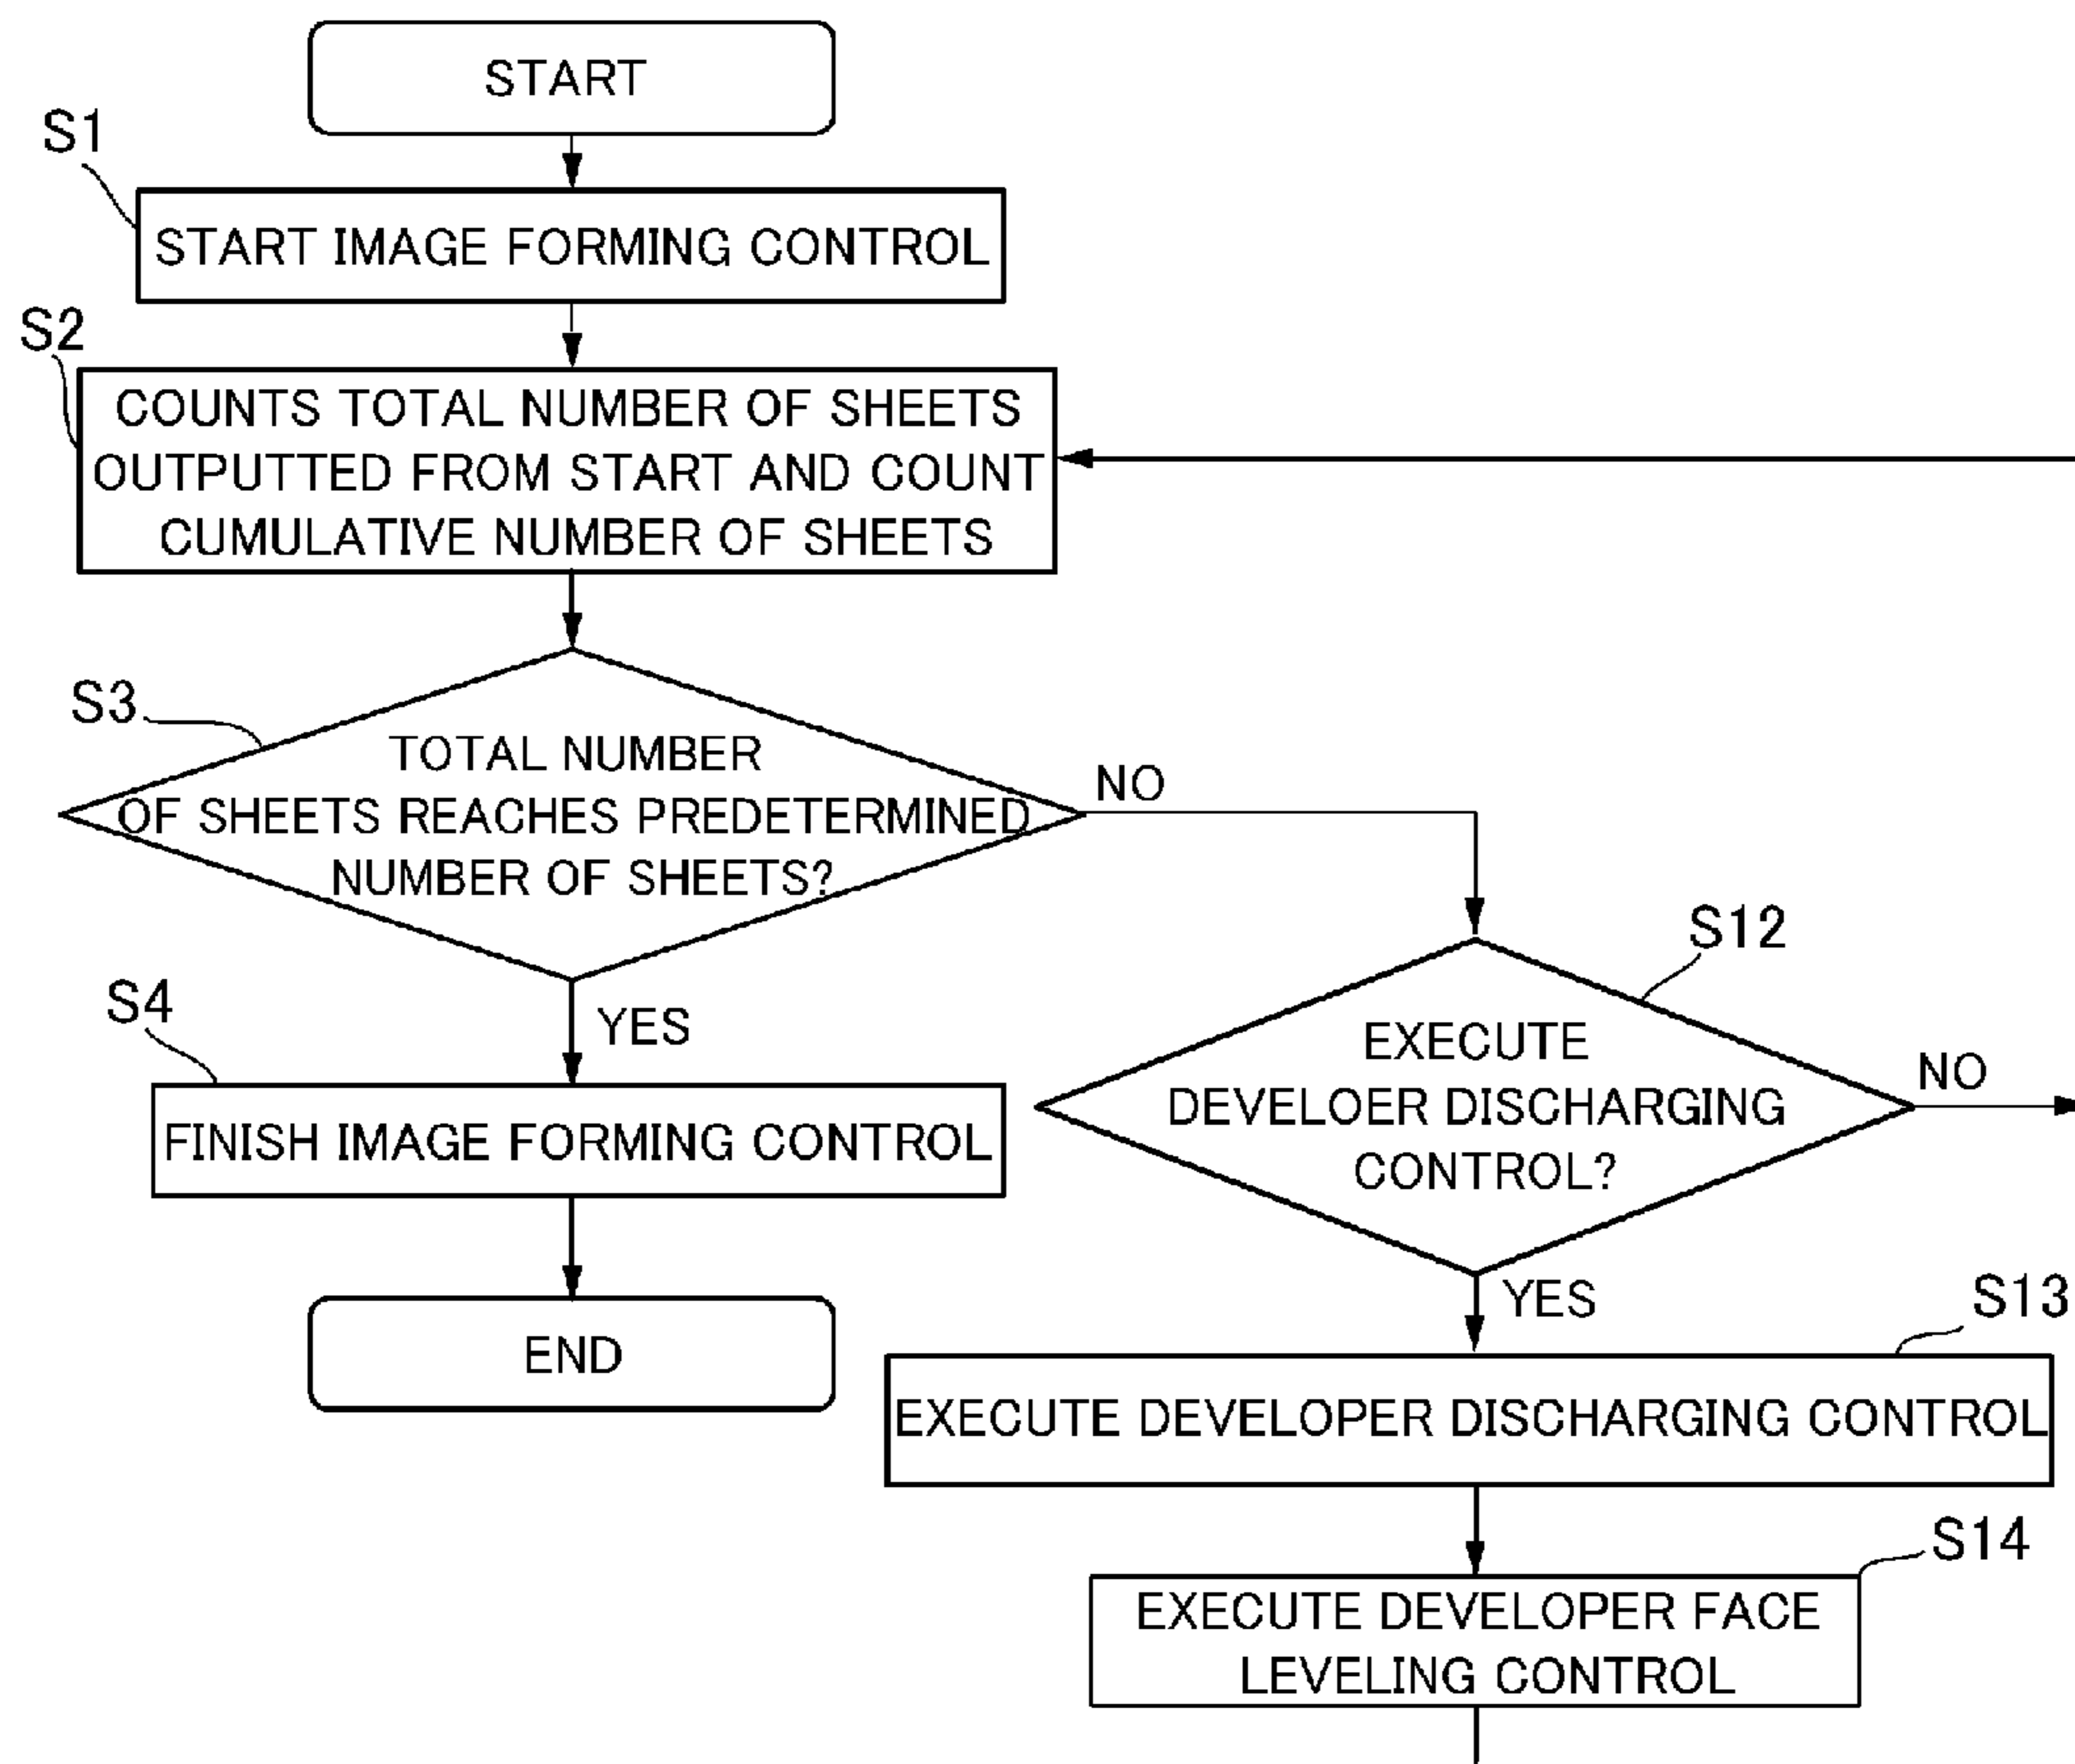 START
S1
START IMAGE FORMING CONTROL
S2
COUNTS TOTAL NUMBER OF SHEETS
OUTPUTTED FROM START AND COUNT
CUMULATIVE NUMBER OF SHEETS
S3
TOTAL NUMBER
OF SHEETS REACHES PREDETERMINED
NUMBER OF SHEETS?
NO
YES
S4
FINISH IMAGE FORMING CONTROL
END
S12
EXECUTE
DEVELOER DISCHARGING
CONTROL?
NO
YES
S13
EXECUTE DEVELOPER DISCHARGING CONTROL
S14
EXECUTE DEVELOPER FACE
LEVELING CONTROL